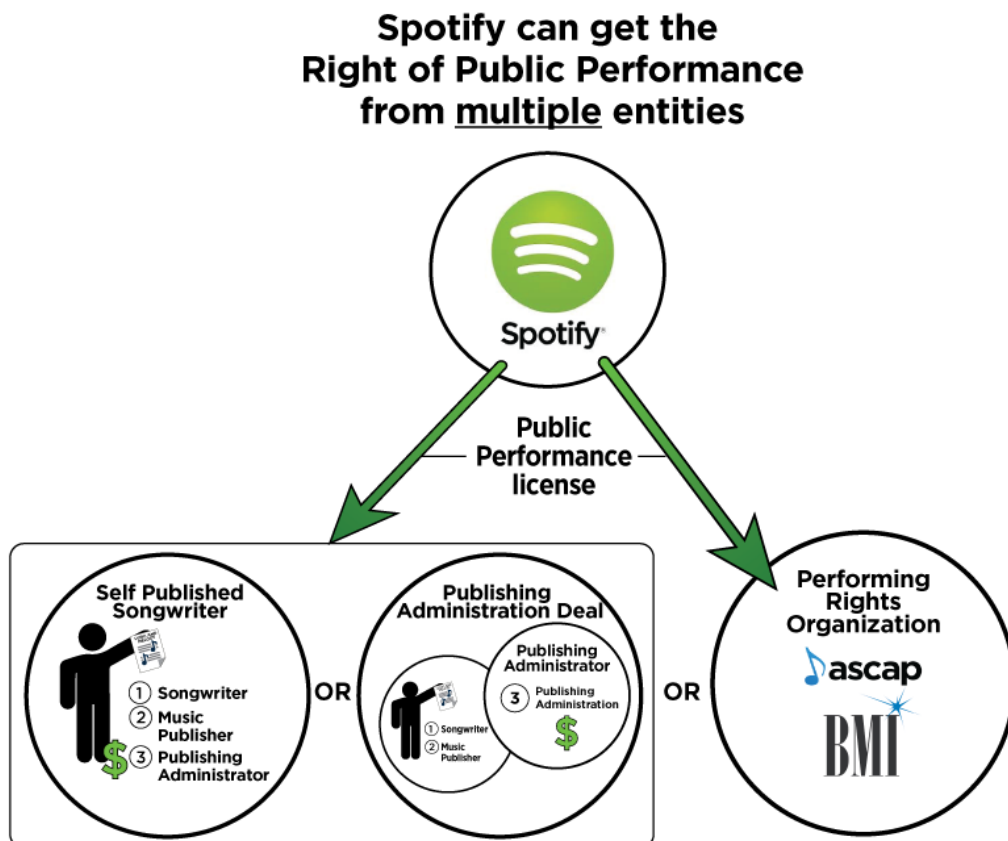 Spotify can get the
Right of Public Performance
from multiple entities
Spotify
Public
Performance
license
Self Published
Songwriter
1 Songwriter
2 Music
Publisher
3 Publishing
Administrator
$
OR
Publishing
Administration Deal
1 Songwriter
2 Music
Publisher
Publishing
Administrator
3 Publishing
Administration
$
OR
Performing
Rights
Organization
ascap
BMI